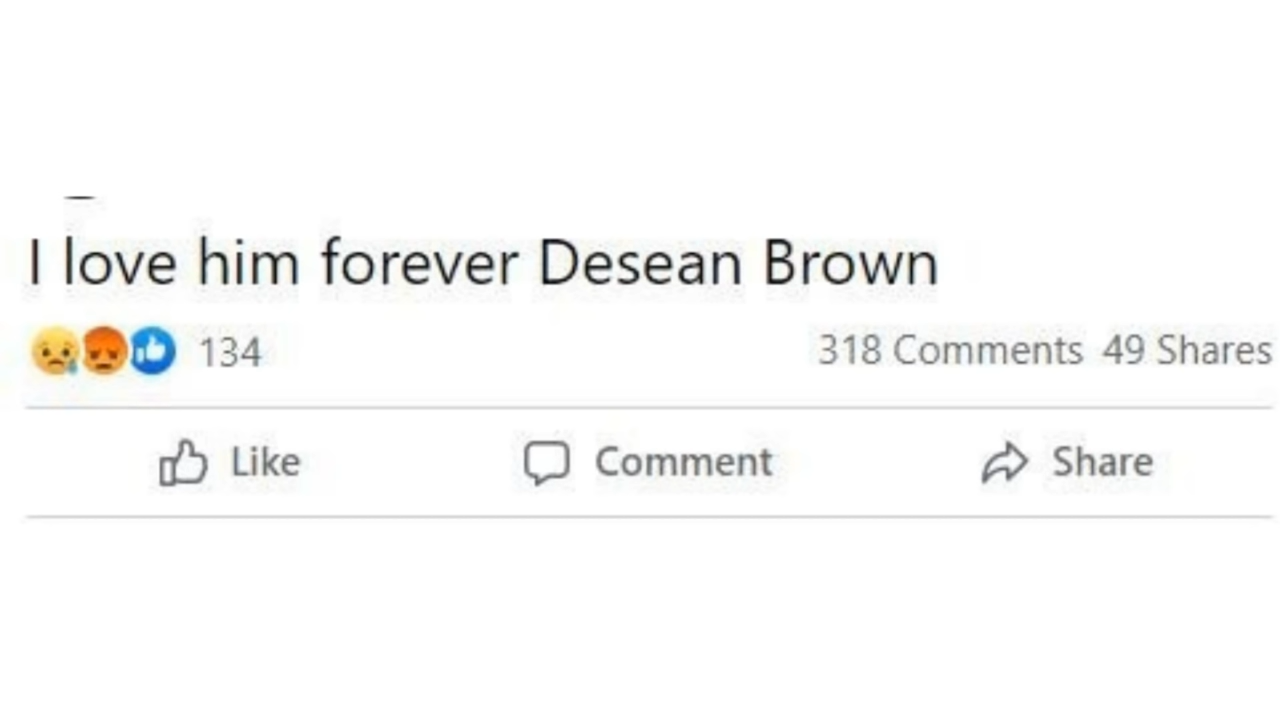 I love him forever Desean Brown
134 318 Comments 49 Shares
Like Comment Share